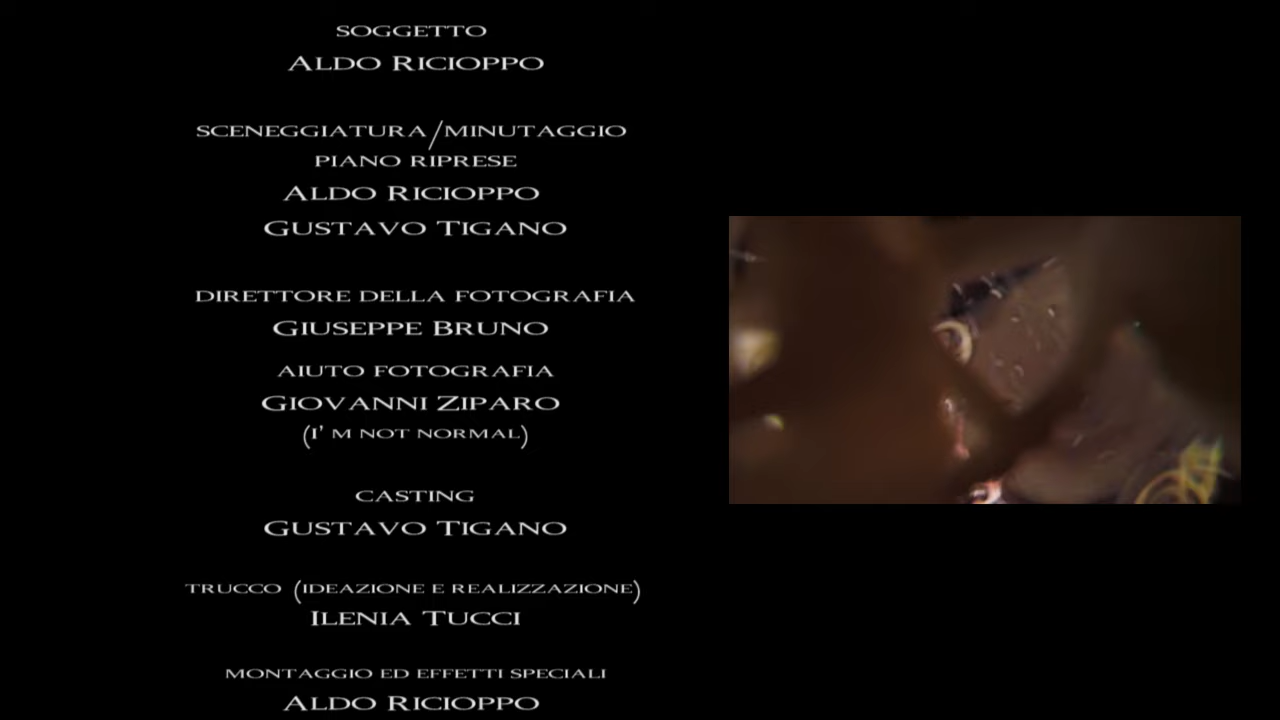 SOGGETTO
ALDO RICIOPPO
SCENEGGIATURA/MINUTAGGIO
PIANO RIPRESE
ALDO RICIOPPO
GUSTAVO TIGANO
DIRETTORE DELLA FOTOGRAFIA
GIUSEPPE BRUNO
AIUTO FOTOGRAFIA
GIOVANNI ZIPARO
(I' M NOT NORMAL)
CASTING
GUSTAVO TIGANO
TRUCCO (IDEAZIONE E REALIZZAZIONE)
ILENIA TUCCI
MONTAGGIO ED EFFETTI SPECIALI
ALDO RICIOPPO